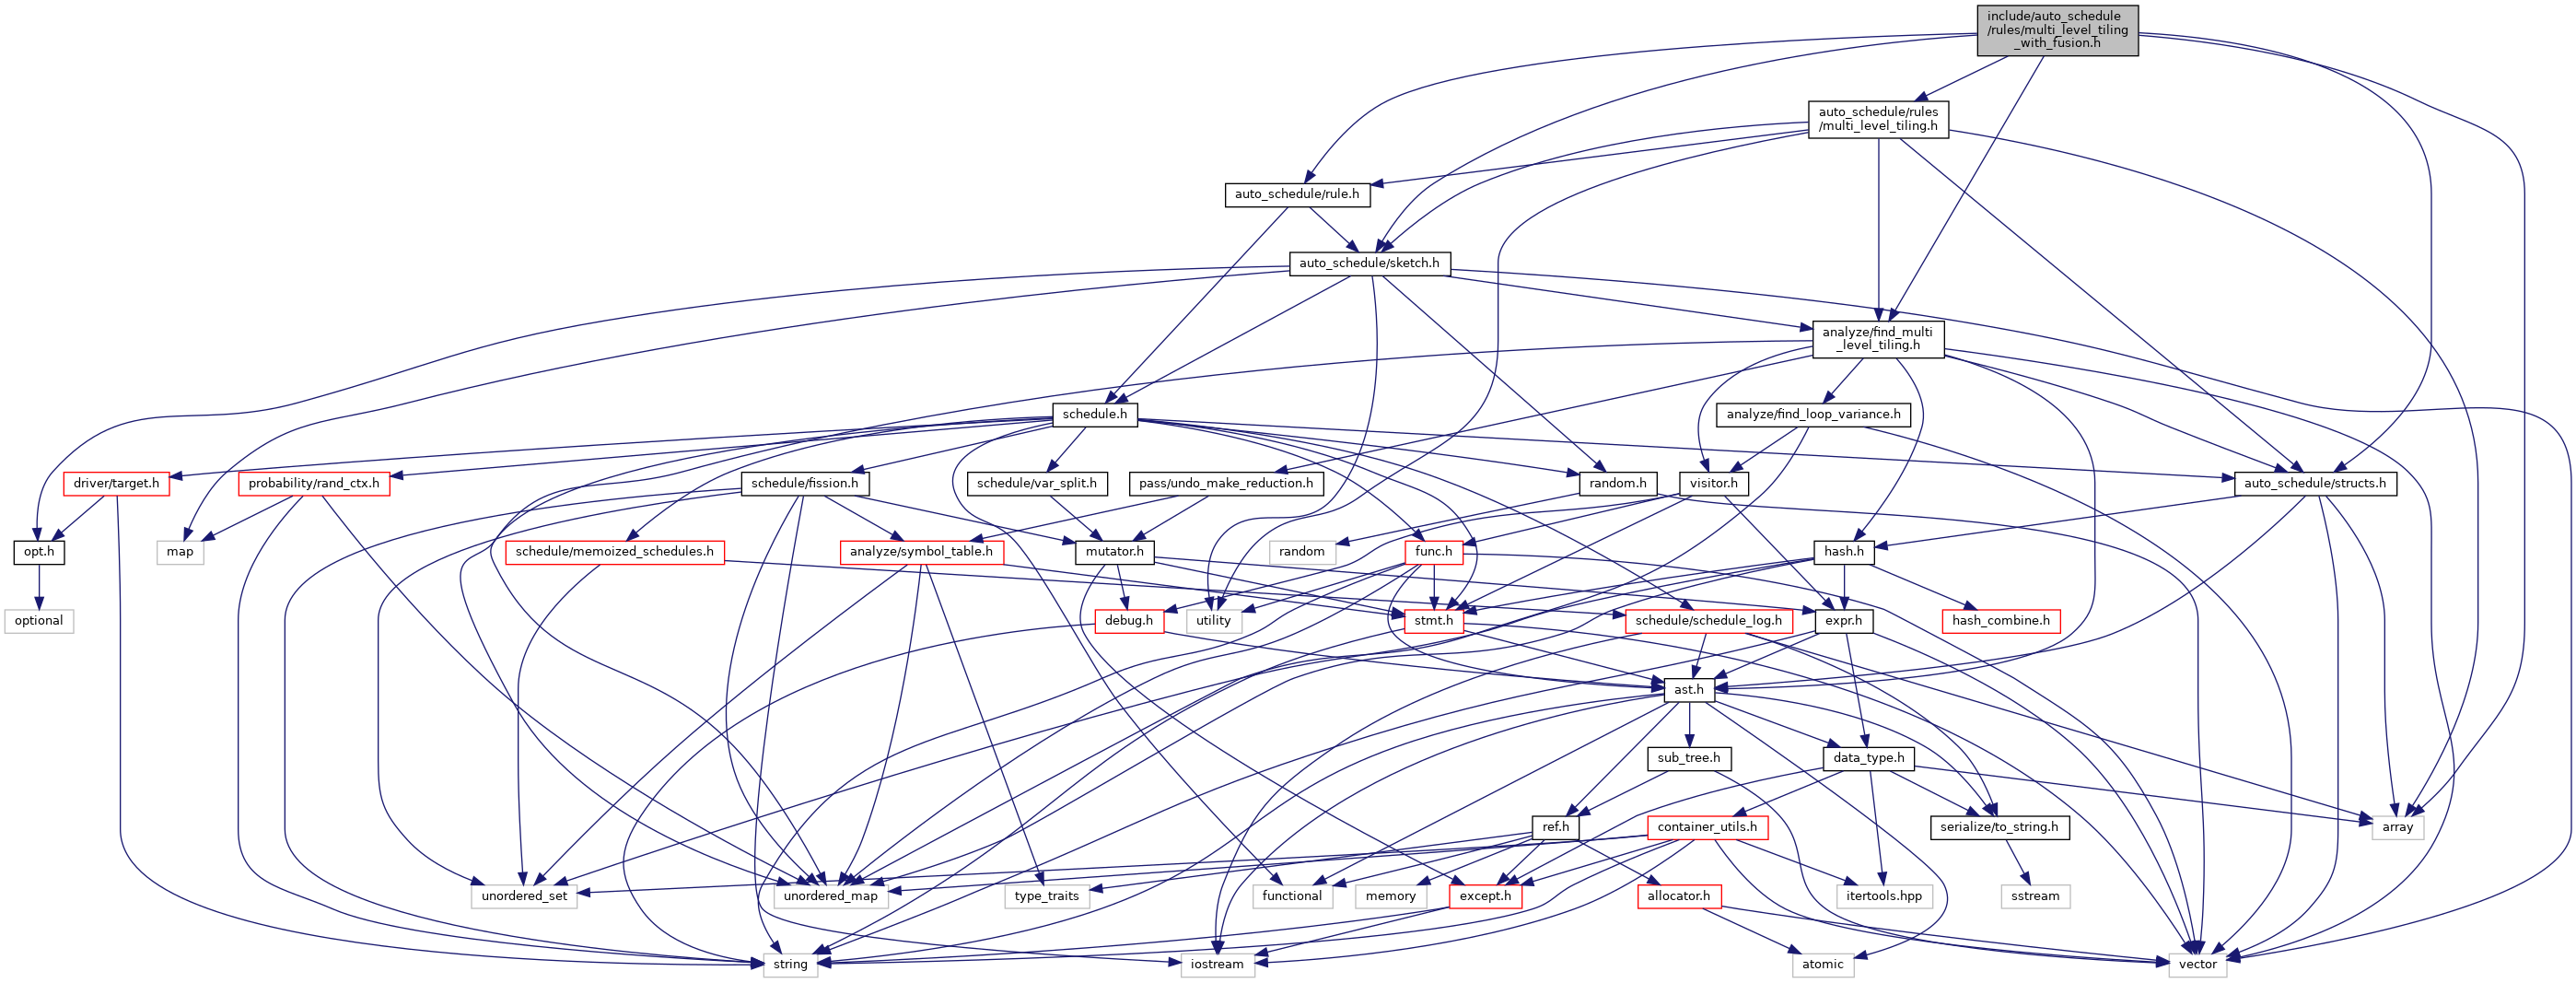 include/auto_schedule
/rules/multi_level_tiling
_with_fusion.h
auto_schedule/rules
/multi_level_tiling.h
auto_schedule/rule.h
auto_schedule/sketch.h
analyze/find_multi
_level_tiling.h
schedule.h
analyze/find_loop_variance.h
driver/target.h
probability/rand_ctx.h
schedule/fission.h
schedule/var_split.h
pass/undo_make_reduction.h
random.h
visitor.h
auto_schedule/structs.h
opt.h
map
schedule/memoized_schedules.h
analyze/symbol_table.h
mutator.h
random
func.h
hash.h
optional
debug.h
utility
stmt.h
schedule/schedule_log.h
expr.h
hash_combine.h
ast.h
sub_tree.h
data_type.h
ref.h
container_utils.h
serialize/to_string.h
array
unordered_set
unordered_map
type_traits
functional
memory
except.h
allocator.h
itertools.hpp
sstream
string
iostream
atomic
vector